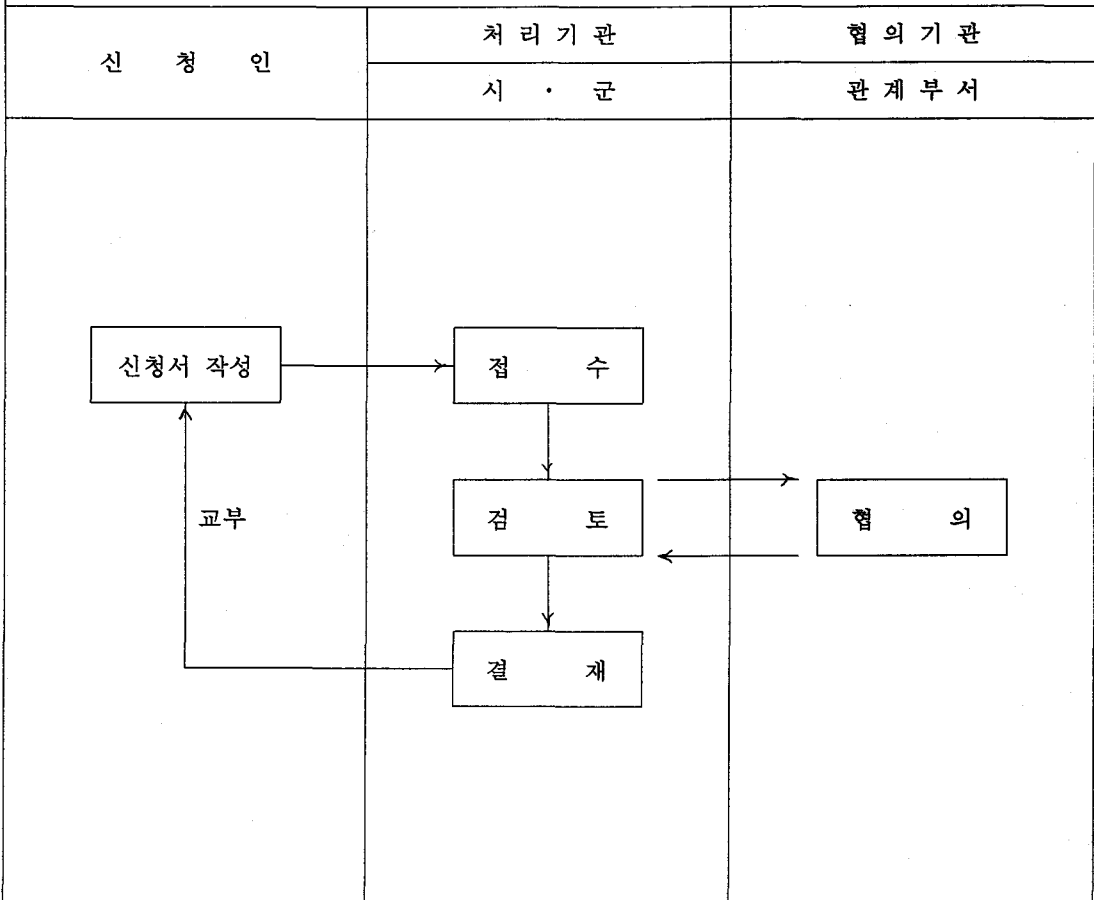 신 청 인
처 리 기 관
협 의 기 관
시 · 군
관 계 부 서
신청서 작성
접 수
검 토
협 의
교부
결 재